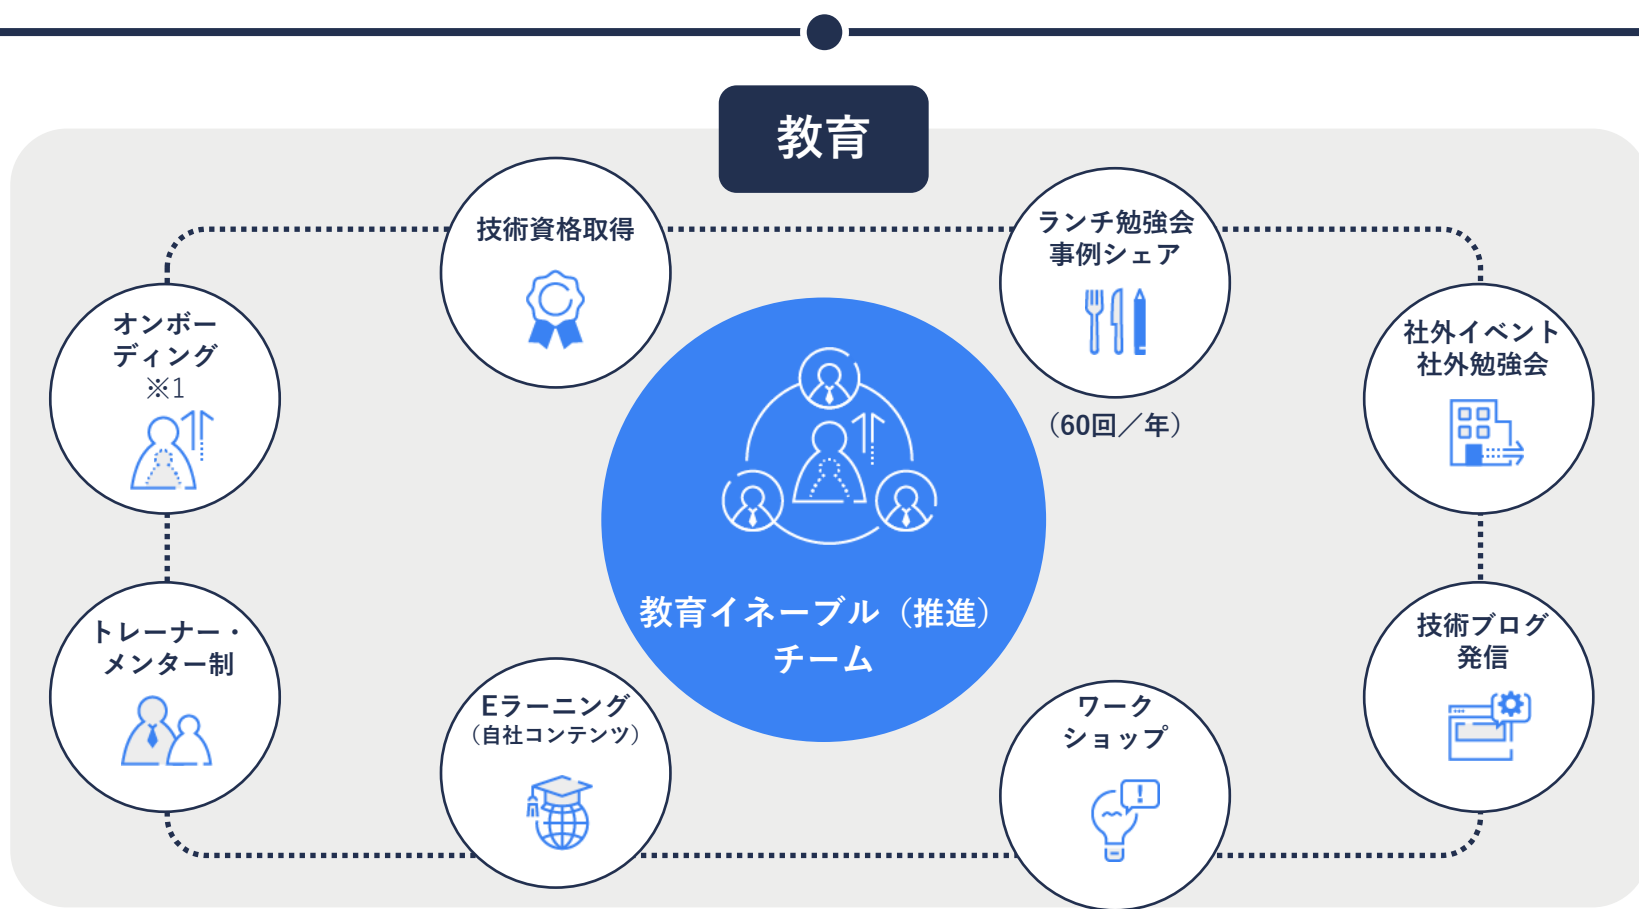 教育
技術資格取得
ランチ勉強会
事例シェア
(60回／年)
オンボー
ディング
※1
社外イベント
社外勉強会
教育イネーブル（推進）
チーム
トレーナー・
メンター制
Eラーニング
（自社コンテンツ）
ワーク
ショップ
技術ブログ
発信